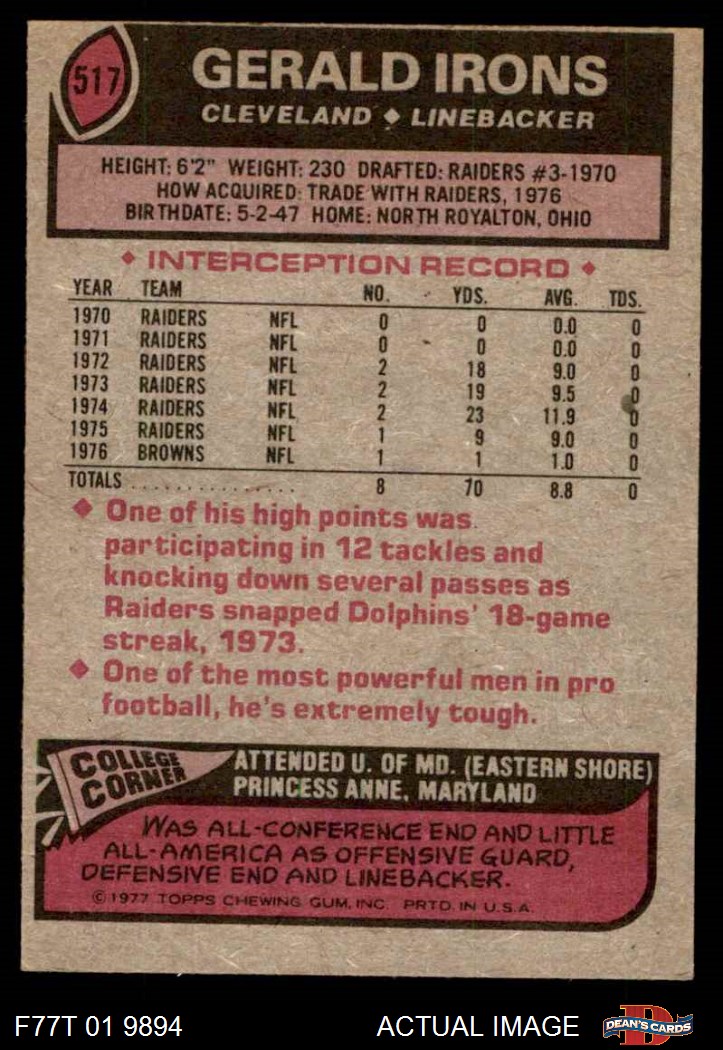 517
GERALD IRONS
CLEVELAND ◆ LINEBACKER
HEIGHT: 6'2" WEIGHT: 230 DRAFTED: RAIDERS #3-1970
HOW ACQUIRED: TRADE WITH RAIDERS, 1976
BIRTHDATE: 5-2-47 HOME: NORTH ROYALTON, OHIO
◆ INTERCEPTION RECORD ◆
YEAR TEAM NO. YDS. AVG. TDS.
1970 RAIDERS NFL 0 0 0.0 0
1971 RAIDERS NFL 0 0 0.0 0
1972 RAIDERS NFL 2 18 9.0 0
1973 RAIDERS NFL 2 19 9.5 0
1974 RAIDERS NFL 2 23 11.9 0
1975 RAIDERS NFL 1 9 9.0 0
1976 BROWNS NFL 1 1 1.0 0
TOTALS ................ 8 70 8.8 0
◆ One of his high points was
participating in 12 tackles and
knocking down several passes as
Raiders snapped Dolphins' 18-game
streak, 1973.
◆ One of the most powerful men in pro
football, he's extremely tough.
COLLEGE
CORNER
ATTENDED U. OF MD. (EASTERN SHORE)
PRINCESS ANNE, MARYLAND
WAS ALL-CONFERENCE END AND LITTLE
ALL-AMERICA AS OFFENSIVE GUARD,
DEFENSIVE END AND LINEBACKER.
© 1977 TOPPS CHEWING GUM, INC. PRTD. IN U.S.A.
F77T 01 9894 ACTUAL IMAGE
D
DEAN'S CARDS